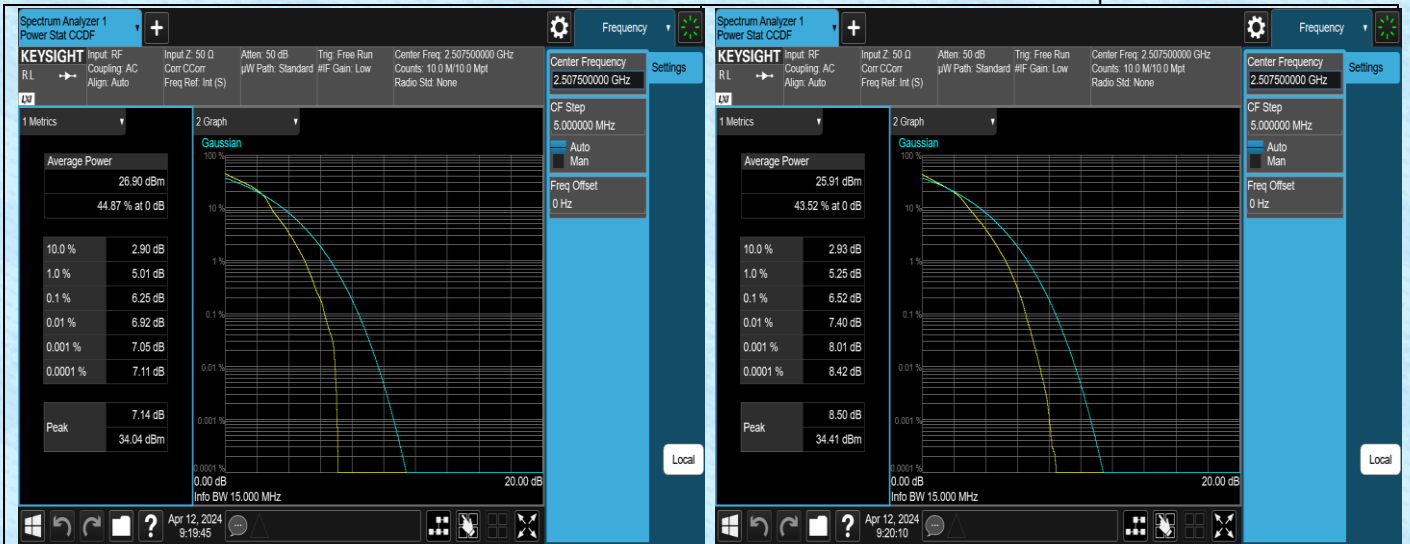 Spectrum Analyzer 1
Power Stat CCDF
+
Frequency
KEYSIGHT
R L
LXI
Input: RF
Coupling: AC
Align: Auto
Input Z: 50 Ω
Corr CCorr
Freq Ref: Int (S)
Atten: 50 dB
µW Path: Standard
Trig: Free Run
#IF Gain: Low
Center Freq: 2.507500000 GHz
Counts: 10.0 M/10.0 Mpt
Radio Std: None
Center Frequency
2.507500000 GHz
Settings
CF Step
5.000000 MHz
Auto
Man
Freq Offset
0 Hz
1 Metrics
Average Power
26.90 dBm
44.87 % at 0 dB
10.0 % 2.90 dB
1.0 % 5.01 dB
0.1 % 6.25 dB
0.01 % 6.92 dB
0.001 % 7.05 dB
0.0001 % 7.11 dB
Peak
7.14 dB
34.04 dBm
2 Graph
Gaussian
100 %
10 %
1 %
0.1 %
0.01 %
0.001 %
0.0001 %
0.00 dB 20.00 dB
Info BW 15.000 MHz
Local
?
Apr 12, 2024
9:19:45
Spectrum Analyzer 1
Power Stat CCDF
+
Frequency
KEYSIGHT
R L
LXI
Input: RF
Coupling: AC
Align: Auto
Input Z: 50 Ω
Corr CCorr
Freq Ref: Int (S)
Atten: 50 dB
µW Path: Standard
Trig: Free Run
#IF Gain: Low
Center Freq: 2.507500000 GHz
Counts: 10.0 M/10.0 Mpt
Radio Std: None
Center Frequency
2.507500000 GHz
Settings
CF Step
5.000000 MHz
Auto
Man
Freq Offset
0 Hz
1 Metrics
Average Power
25.91 dBm
43.52 % at 0 dB
10.0 % 2.93 dB
1.0 % 5.25 dB
0.1 % 6.52 dB
0.01 % 7.40 dB
0.001 % 8.01 dB
0.0001 % 8.42 dB
Peak
8.50 dB
34.41 dBm
2 Graph
Gaussian
100 %
10 %
1 %
0.1 %
0.01 %
0.001 %
0.0001 %
0.00 dB 20.00 dB
Info BW 15.000 MHz
Local
?
Apr 12, 2024
9:20:10